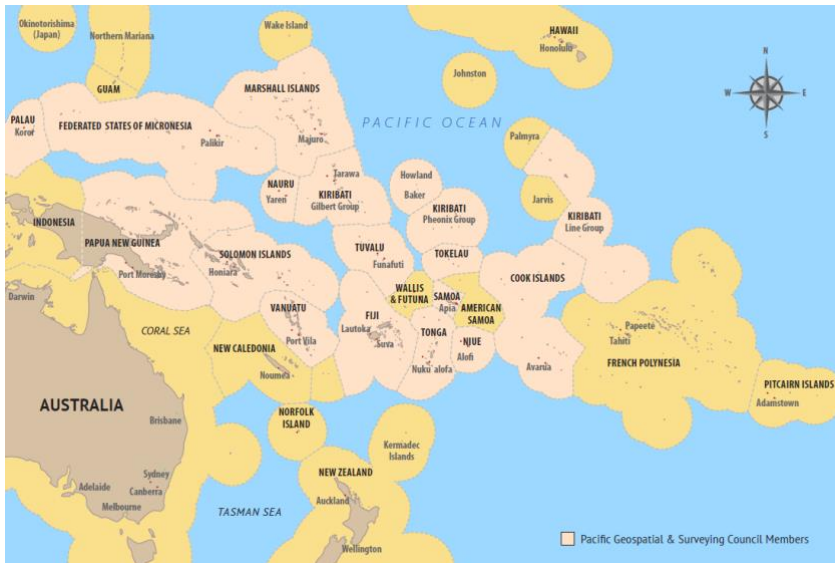 Okinotorishima
(Japan)
Northern Mariana
Wake Island
HAWAII
Honolulu
N
W
E
S
GUAM
Johnston
MARSHALL ISLANDS
PALAU
Koror
FEDERATED STATES OF MICRONESIA
Palikir
Majuro
PACIFIC OCEAN
Palmyra
Tarawa
NAURU
Yaren
KIRIBATI
Gilbert Group
Howland
Baker
Jarvis
KIRIBATI
Pheonix Group
KIRIBATI
Line Group
INDONESIA
PAPUA NEW GUINEA
Port Moresby
SOLOMON ISLANDS
Honiara
TUVALU
Funafuti
TOKELAU
COOK ISLANDS
Darwin
WALLIS
& FUTUNA
SAMOA
Apia
AMERICAN
SAMOA
CORAL SEA
VANUATU
Port Vila
FIJI
Lautoka
Suva
TONGA
Nuku alofa
NIUE
Alofi
Avarua
Papeete
Tahiti
FRENCH POLYNESIA
NEW CALEDONIA
Noumea
PITCAIRN ISLANDS
Adamstown
AUSTRALIA
Brisbane
NORFOLK
ISLAND
Kermadec
Islands
Sydney
Canberra
Adelaide
Melbourne
NEW ZEALAND
Auckland
TASMAN SEA
Wellington
Pacific Geospatial & Surveying Council Members